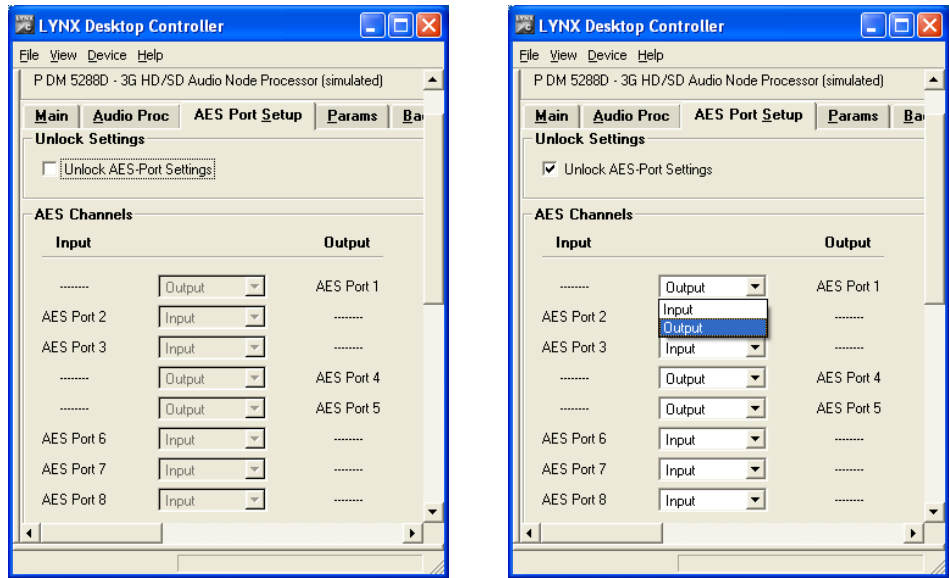 LYNX Desktop Controller
File View Device Help
P DM 5288D - 3G HD/SD Audio Node Processor (simulated)
Main Audio Proc AES Port Setup Params Ba
Unlock Settings
Unlock AES-Port Settings
AES Channels
Input Output
-------- Output AES Port 1
AES Port 2 Input --------
AES Port 3 Input --------
-------- Output AES Port 4
-------- Output AES Port 5
AES Port 6 Input --------
AES Port 7 Input --------
AES Port 8 Input --------
LYNX Desktop Controller
File View Device Help
P DM 5288D - 3G HD/SD Audio Node Processor (simulated)
Main Audio Proc AES Port Setup Params Ba
Unlock Settings
Unlock AES-Port Settings
AES Channels
Input Output
-------- Output AES Port 1
Input
AES Port 2 Output --------
AES Port 3 Input --------
-------- Output AES Port 4
-------- Output AES Port 5
AES Port 6 Input --------
AES Port 7 Input --------
AES Port 8 Input --------